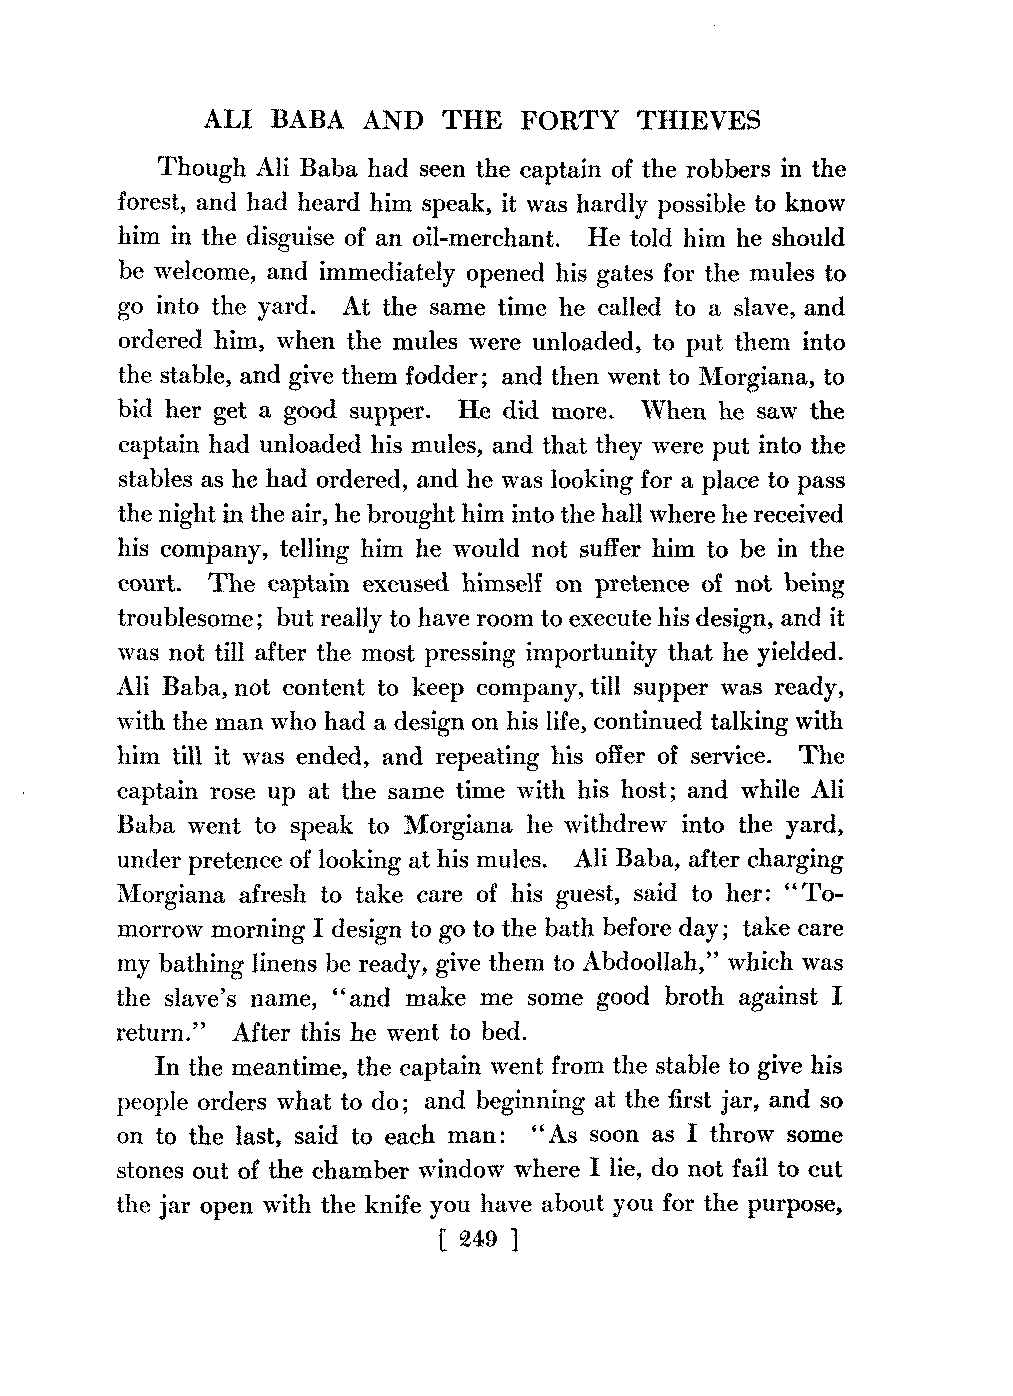 ALI BABA AND THE FORTY THIEVES
Though Ali Baba had seen the captain of the robbers in the
forest, and had heard him speak, it was hardly possible to know
him in the disguise of an oil-merchant. He told him he should
be welcome, and immediately opened his gates for the mules to
go into the yard. At the same time he called to a slave, and
ordered him, when the mules were unloaded, to put them into
the stable, and give them fodder; and then went to Morgiana, to
bid her get a good supper. He did more. When he saw the
captain had unloaded his mules, and that they were put into the
stables as he had ordered, and he was looking for a place to pass
the night in the air, he brought him into the hall where he received
his company, telling him he would not suffer him to be in the
court. The captain excused himself on pretence of not being
troublesome; but really to have room to execute his design, and it
was not till after the most pressing importunity that he yielded.
Ali Baba, not content to keep company, till supper was ready,
with the man who had a design on his life, continued talking with
him till it was ended, and repeating his offer of service. The
captain rose up at the same time with his host; and while Ali
Baba went to speak to Morgiana he withdrew into the yard,
under pretence of looking at his mules. Ali Baba, after charging
Morgiana afresh to take care of his guest, said to her: "To-
morrow morning I design to go to the bath before day; take care
my bathing linens be ready, give them to Abdoollah," which was
the slave's name, "and make me some good broth against I
return." After this he went to bed.
In the meantime, the captain went from the stable to give his
people orders what to do; and beginning at the first jar, and so
on to the last, said to each man: "As soon as I throw some
stones out of the chamber window where I lie, do not fail to cut
the jar open with the knife you have about you for the purpose,
[ 249 ]